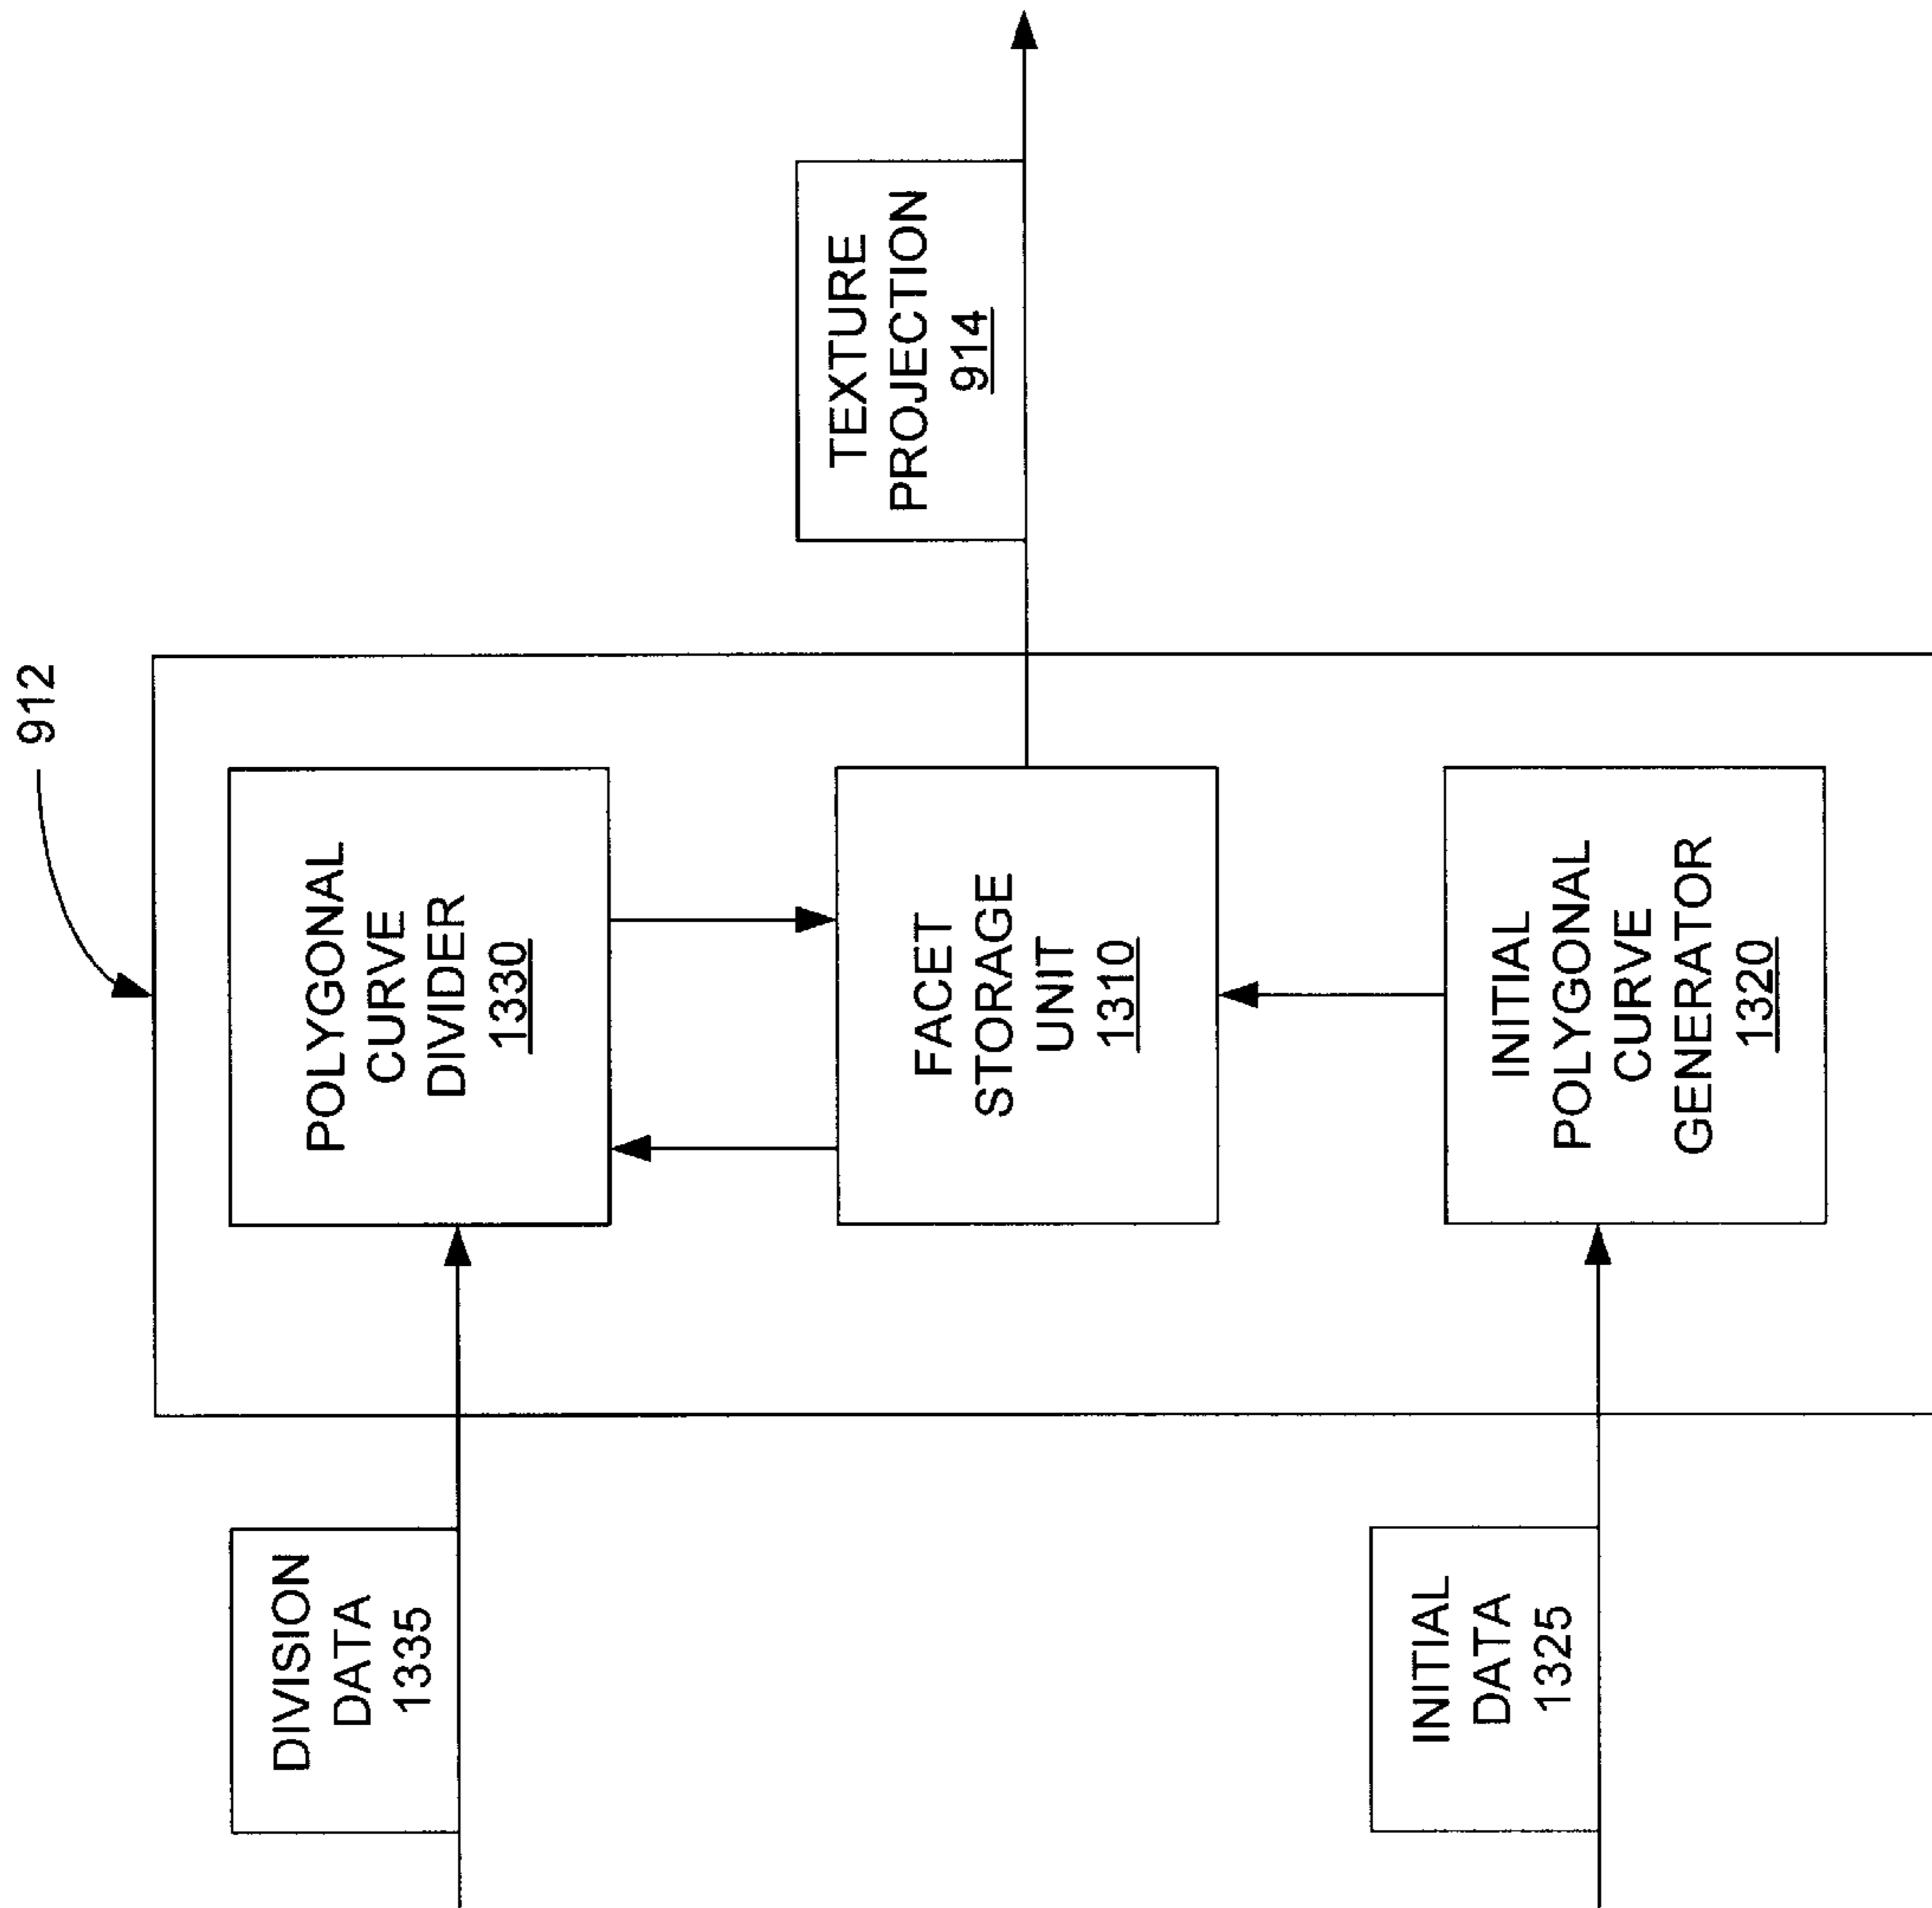 912
DIVISION
DATA
1335
POLYGONAL
CURVE
DIVIDER
1330
FACET
STORAGE
UNIT
1310
TEXTURE
PROJECTION
914
INITIAL
DATA
1325
INITIAL
POLYGONAL
CURVE
GENERATOR
1320